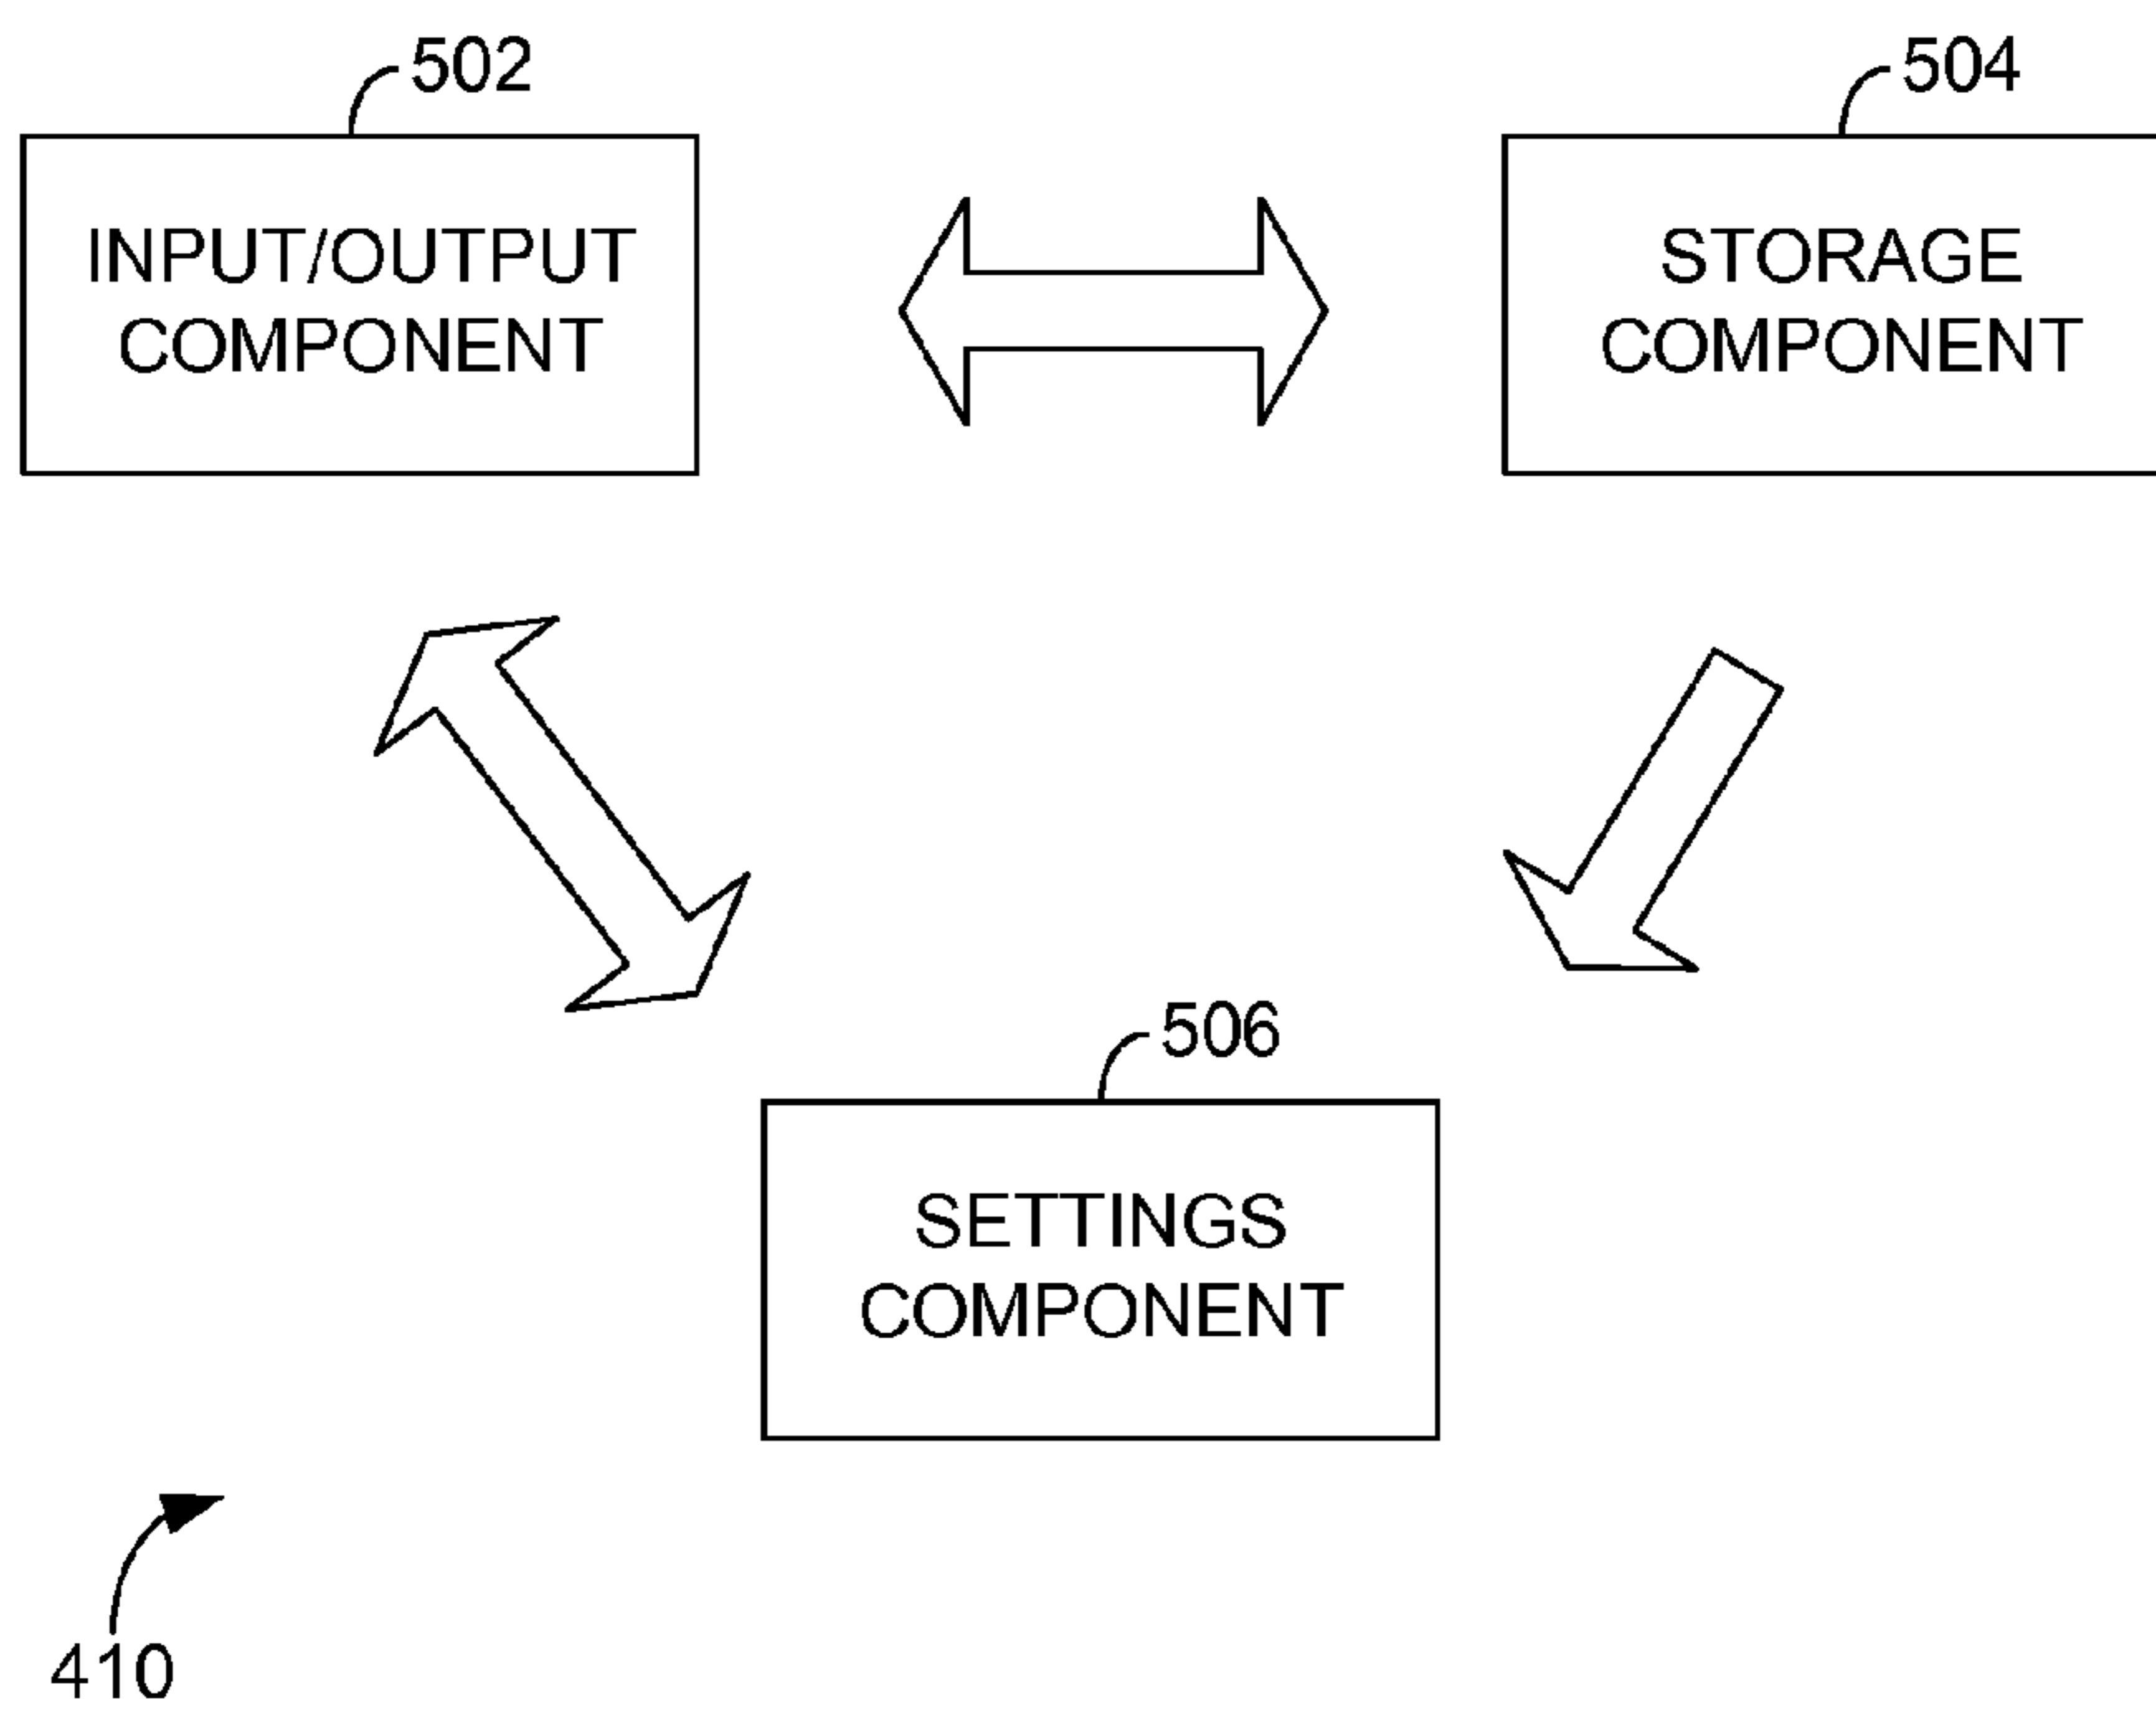 502
504
INPUT/OUTPUT
COMPONENT
STORAGE
COMPONENT
506
SETTINGS
COMPONENT
410